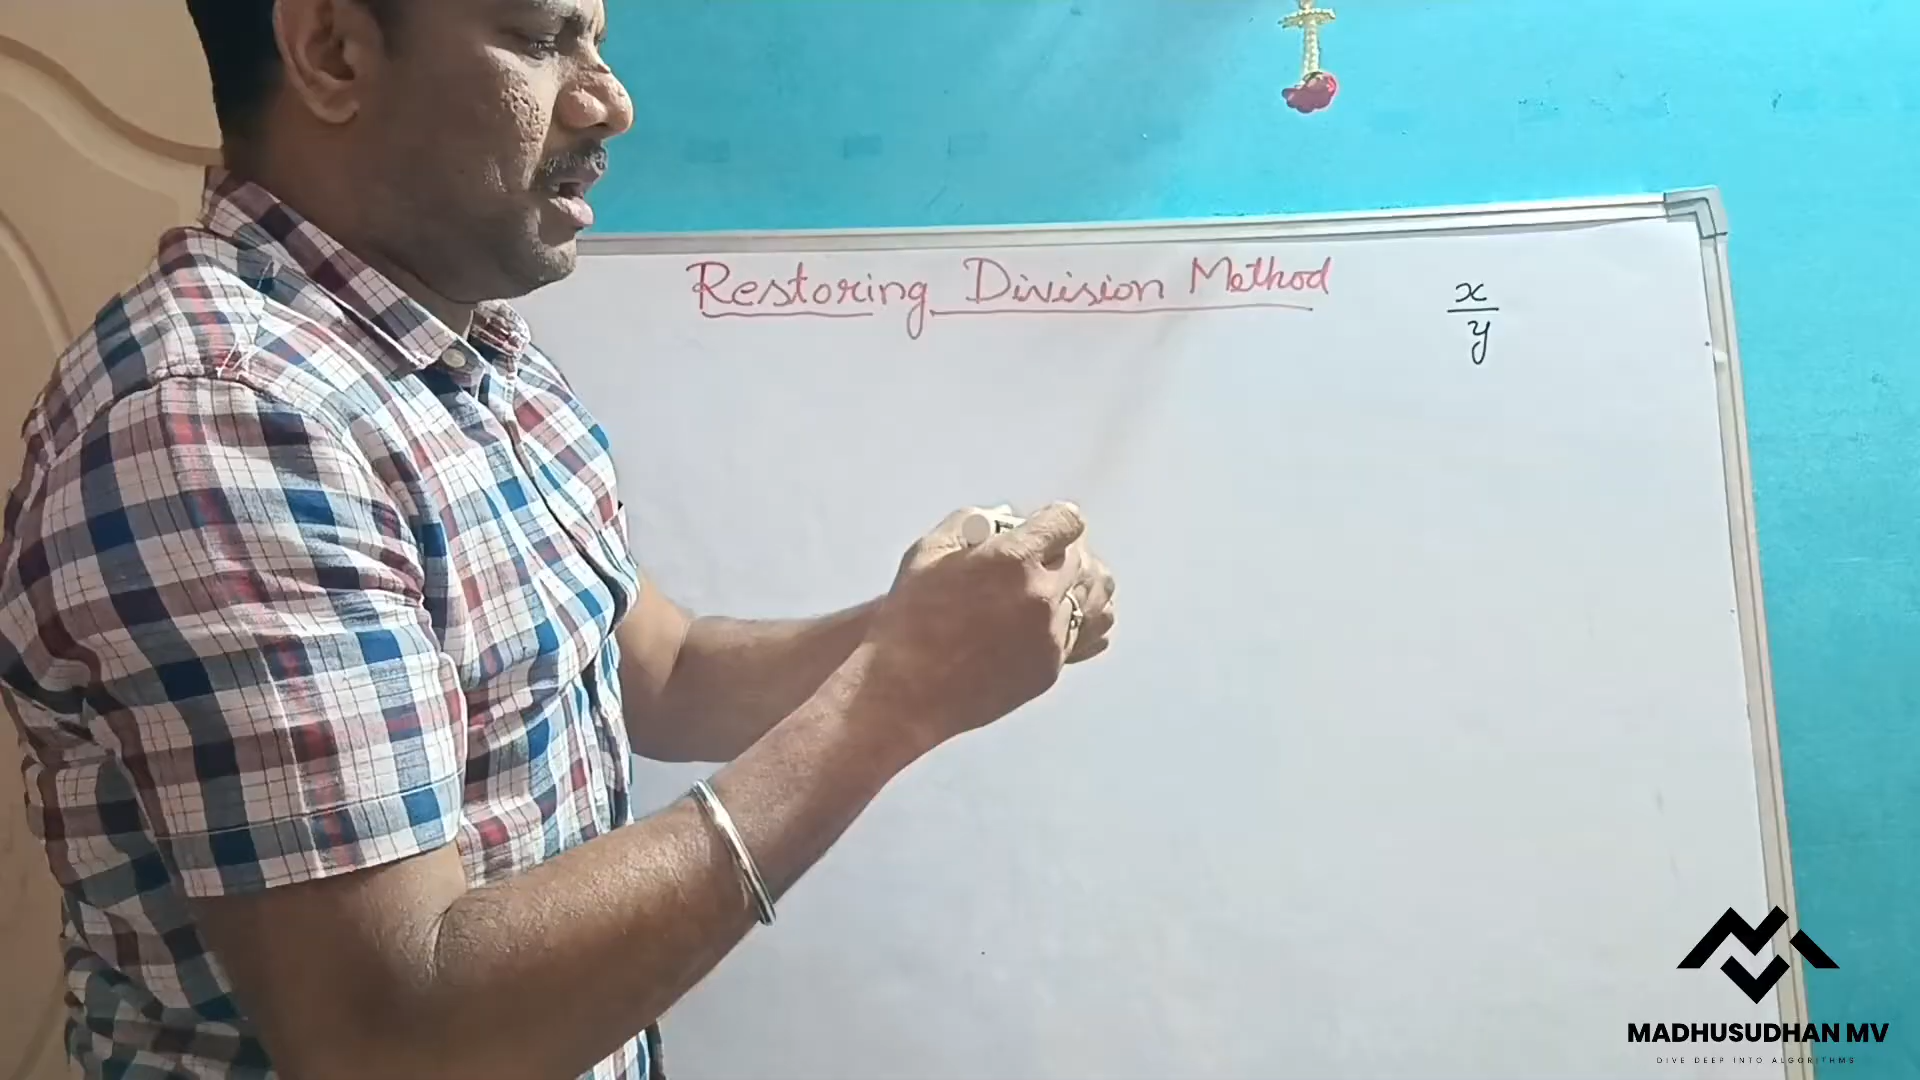 Restoring Division Method
x
y
MADHUSUDHAN MV
DIVE DEEP INTO ALGORITHMS